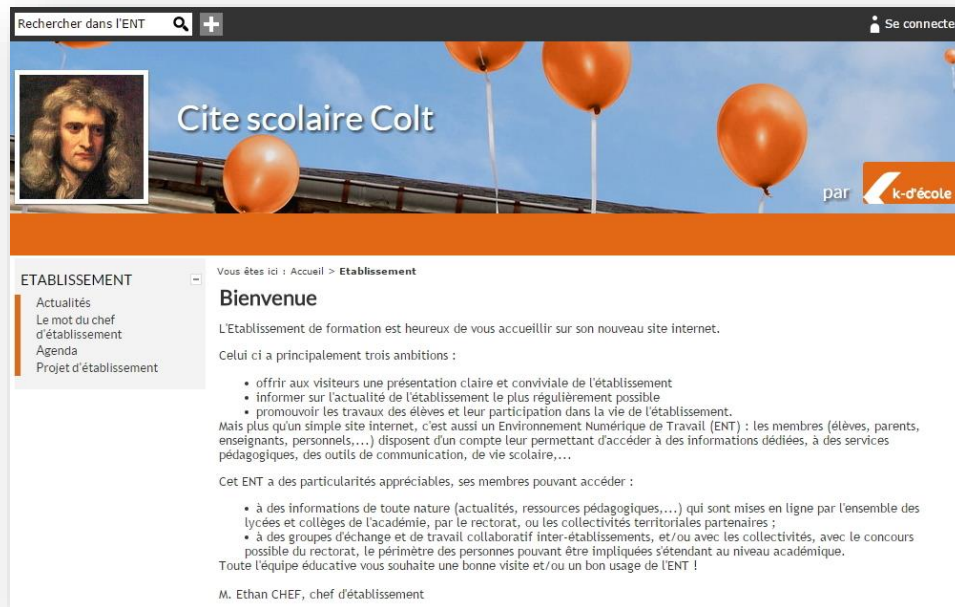 Rechercher dans l'ENT
Se connecte
Cite scolaire Colt
par k-d'école
ETABLISSEMENT
Actualités
Le mot du chef
d'établissement
Agenda
Projet d'établissement
Vous êtes ici : Accueil > Etablissement
Bienvenue
L'Etablissement de formation est heureux de vous accueillir sur son nouveau site internet.
Celui ci a principalement trois ambitions :
• offrir aux visiteurs une présentation claire et conviviale de l'établissement
• informer sur l'actualité de l'établissement le plus régulièrement possible
• promouvoir les travaux des élèves et leur participation dans la vie de l'établissement.
Mais plus qu'un simple site internet, c'est aussi un Environnement Numérique de Travail (ENT) : les membres (élèves, parents,
enseignants, personnels,...) disposent d'un compte leur permettant d'accéder à des informations dédiées, à des services
pédagogiques, des outils de communication, de vie scolaire,...
Cet ENT a des particularités appréciables, ses membres pouvant accéder :
• à des informations de toute nature (actualités, ressources pédagogiques,...) qui sont mises en ligne par l'ensemble des
lycées et collèges de l'académie, par le rectorat, ou les collectivités territoriales partenaires ;
• à des groupes d'échange et de travail collaboratif inter-établissements, et/ou avec les collectivités, avec le concours
possible du rectorat, le périmètre des personnes pouvant être impliquées s'étendant au niveau académique.
Toute l'équipe éducative vous souhaite une bonne visite et/ou un bon usage de l'ENT !
M. Ethan CHEF, chef d'établissement